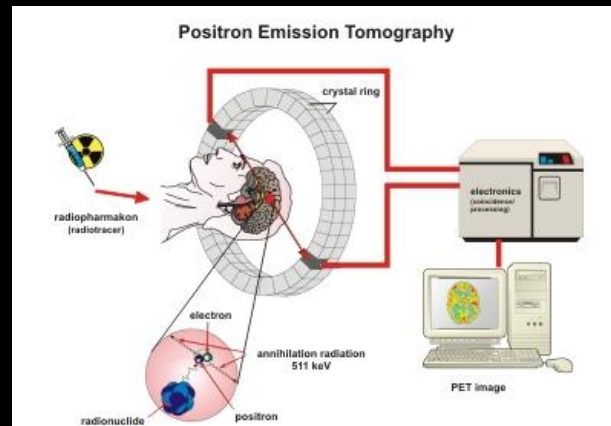 Positron Emission Tomography
crystal ring
radiopharmakon
(radiotracer)
electronics
(coincidence/
processing)
electron
annihilation radiation
511 keV
positron
radionuclide
PET image